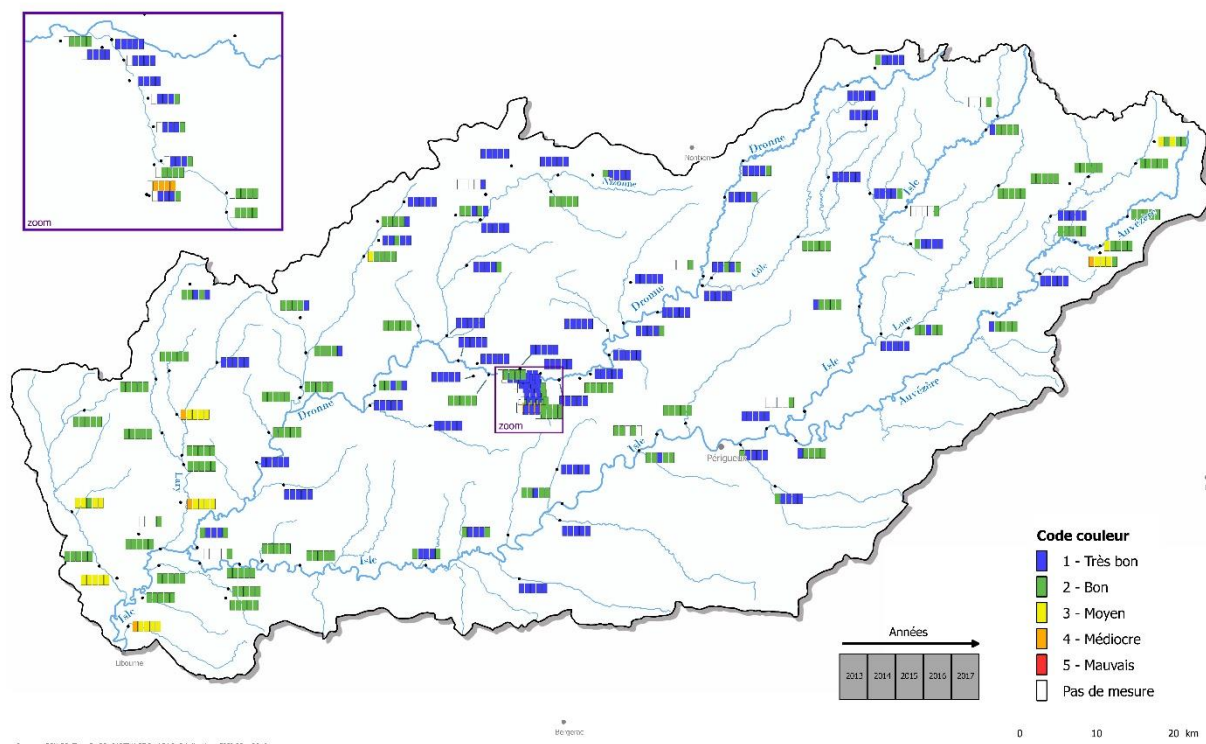 zoom
Nontron
Dronne
Isle
Auvézère
Côle
Dronne
Loue
Isle
Auvézère
zoom
Dronne
Isle
Périgueux
Lary
Isle
Isle
Libourne
Bergerac
Années
2013 2014 2015 2016 2017
Code couleur
1 - Très bon
2 - Bon
3 - Moyen
4 - Médiocre
5 - Mauvais
Pas de mesure
0 10 20 km